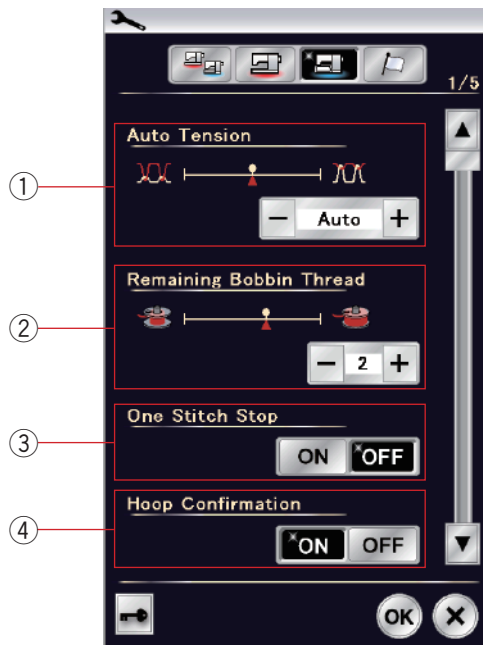 1/5
① Auto Tension
− Auto +
② Remaining Bobbin Thread
− 2 +
③ One Stitch Stop
ON OFF
④ Hoop Confirmation
ON OFF
OK X